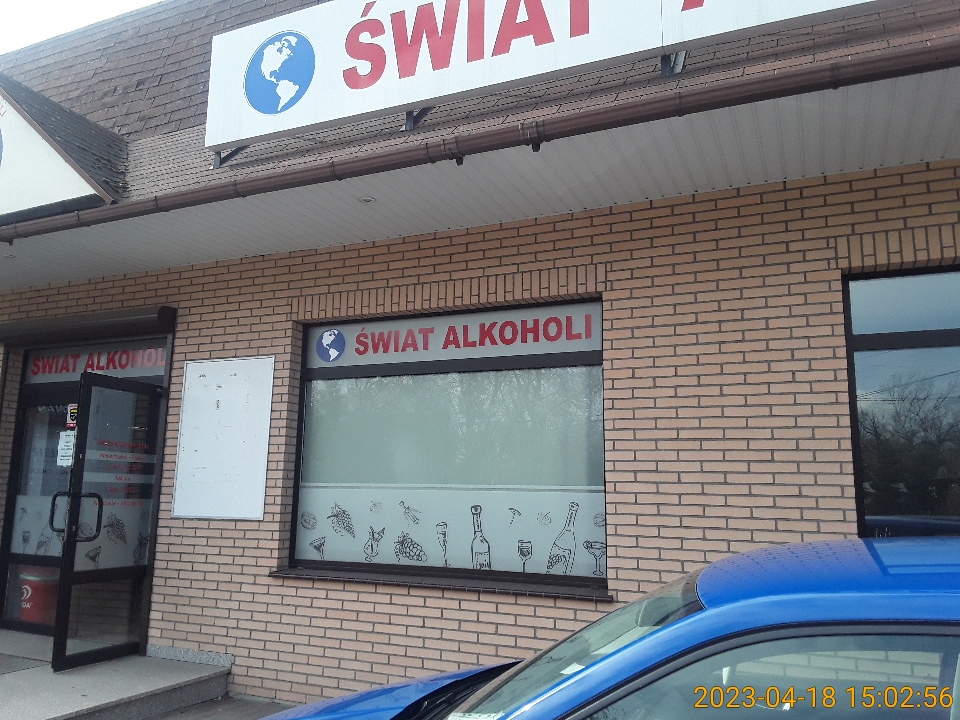 ŚWIAT A
ŚWIAT ALKOHOLI
ŚWIAT ALKOHOLI
2023-04-18 15:02:56